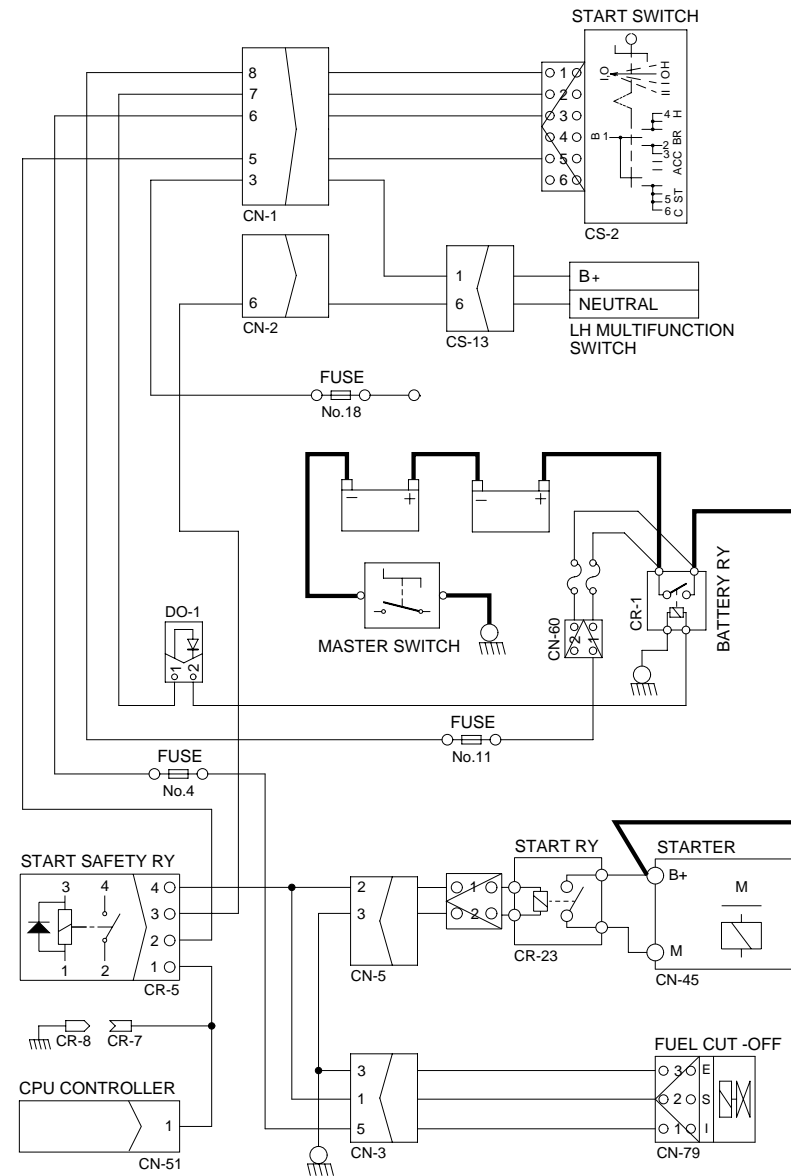 START SWITCH
8
7
6
5
3
CN-1
1
2
3
4
5
6
B 1
I O
H O I II
4 H
BR
2
3 ACC
5 ST
6 C
CS-2
6
CN-2
1
6
CS-13
B+
NEUTRAL
LH MULTIFUNCTION
SWITCH
FUSE
No.18
− +
− +
MASTER SWITCH
CN-60
2 1
CR-1
BATTERY RY
DO-1
1 2
FUSE
No.11
FUSE
No.4
START SAFETY RY
3 4
1 2
4
3
2
1
CR-5
2
3
CN-5
1
2
START RY
CR-23
STARTER
B+
M
M
CN-45
CR-8 CR-7
CPU CONTROLLER
1
CN-51
3
1
5
CN-3
FUEL CUT -OFF
3 E
2 S
1 I
CN-79